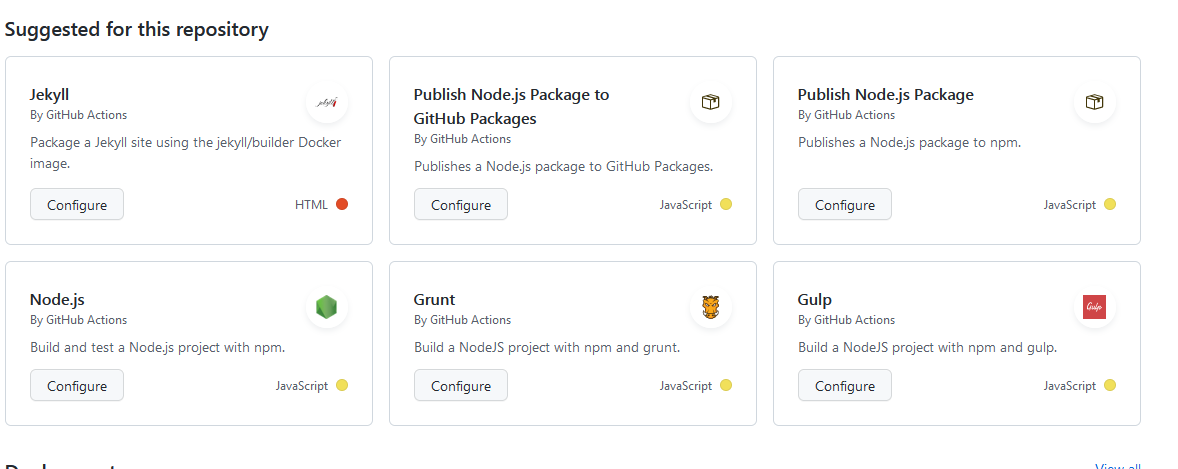 Suggested for this repository
Jekyll
By GitHub Actions
Package a Jekyll site using the jekyll/builder Docker
image.
Configure
HTML
Publish Node.js Package to
GitHub Packages
By GitHub Actions
Publishes a Node.js package to GitHub Packages.
Configure
JavaScript
Publish Node.js Package
By GitHub Actions
Publishes a Node.js package to npm.
Configure
JavaScript
Node.js
By GitHub Actions
Build and test a Node.js project with npm.
Configure
JavaScript
Grunt
By GitHub Actions
Build a NodeJS project with npm and grunt.
Configure
JavaScript
Gulp
By GitHub Actions
Gulp
Build a NodeJS project with npm and gulp.
Configure
JavaScript
View all